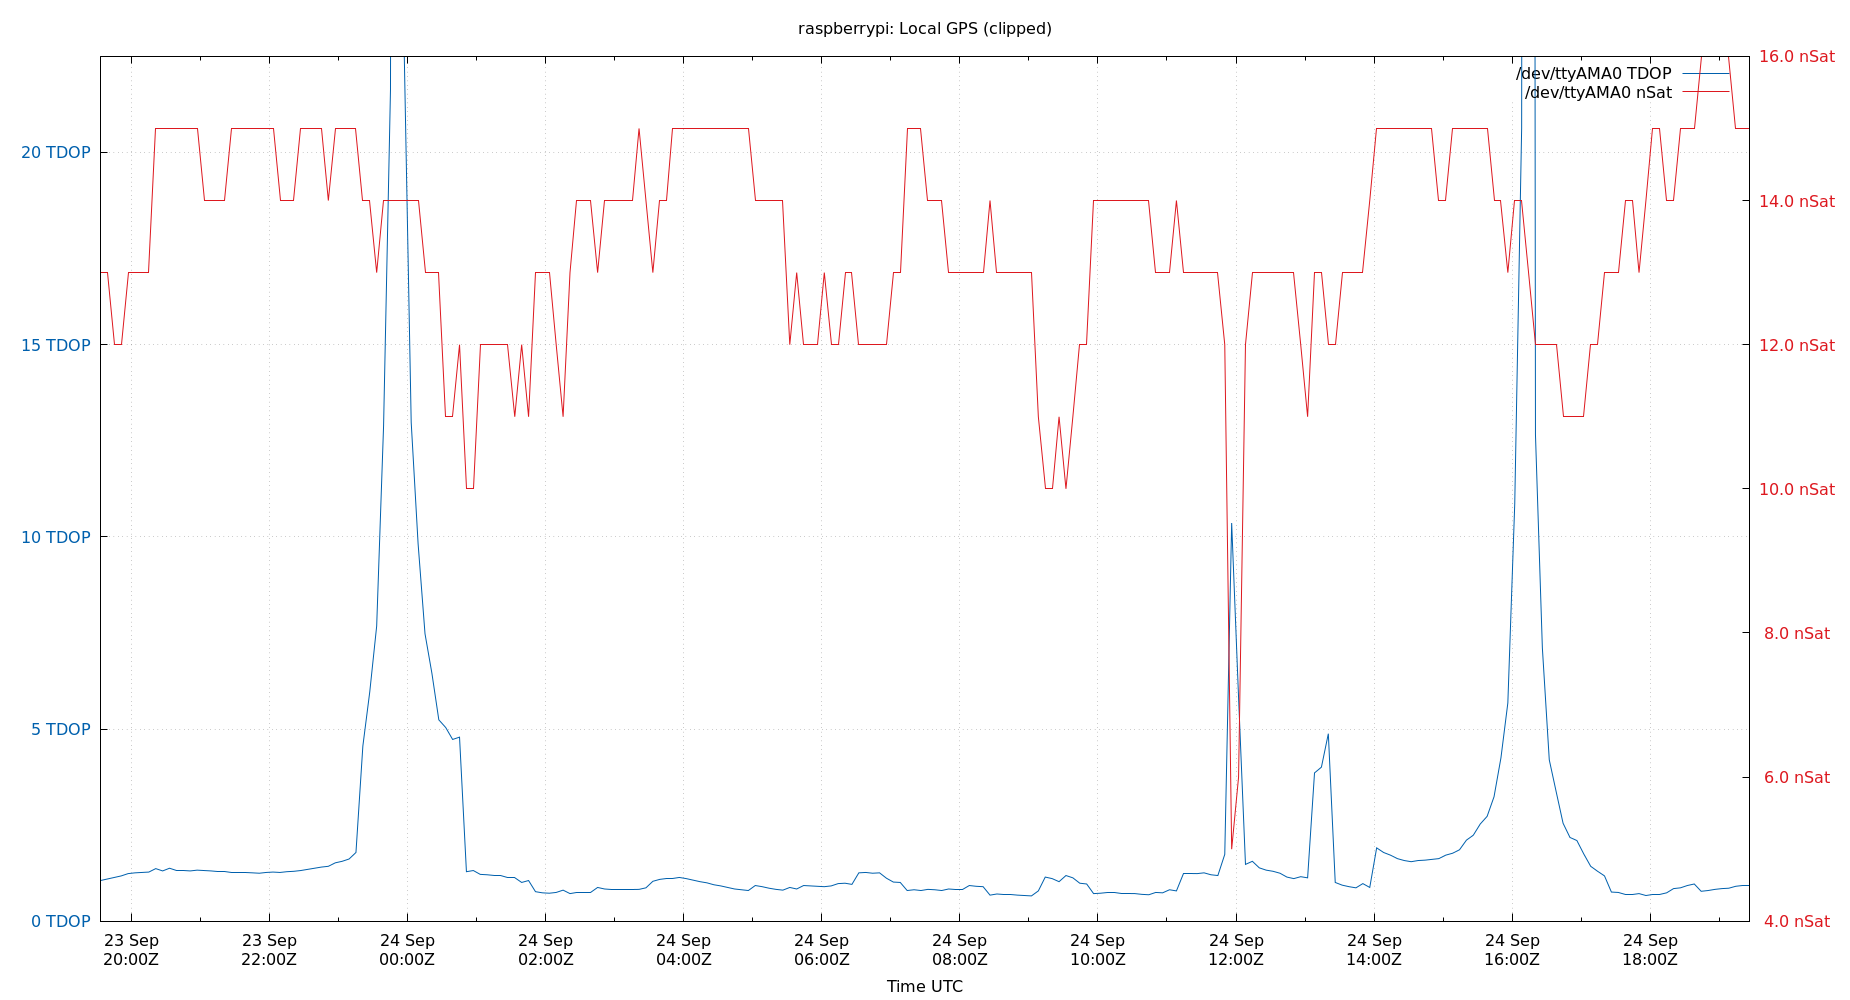 raspberrypi: Local GPS (clipped)
/dev/ttyAMA0 TDOP
/dev/ttyAMA0 nSat
20 TDOP
15 TDOP
10 TDOP
5 TDOP
0 TDOP
16.0 nSat
14.0 nSat
12.0 nSat
10.0 nSat
8.0 nSat
6.0 nSat
4.0 nSat
23 Sep 23 Sep 24 Sep 24 Sep 24 Sep 24 Sep 24 Sep 24 Sep 24 Sep 24 Sep 24 Sep 24 Sep
20:00Z 22:00Z 00:00Z 02:00Z 04:00Z 06:00Z 08:00Z 10:00Z 12:00Z 14:00Z 16:00Z 18:00Z
Time UTC